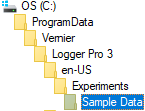 OS (C:)
ProgramData
Vernier
Logger Pro 3
en-US
Experiments
Sample Data